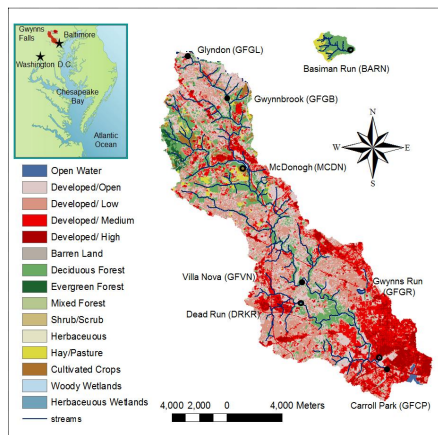 Gwynns
Falls
Baltimore
Washington D.C.
Chesapeake
Bay
Atlantic
Ocean
Glyndon (GFGL)
Basiman Run (BARN)
Gwynnbrook (GFGB)
N
W
E
S
McDonogh (MCDN)
Open Water
Developed/Open
Developed/ Low
Developed/ Medium
Developed/ High
Barren Land
Deciduous Forest
Evergreen Forest
Mixed Forest
Shrub/Scrub
Herbaceuous
Hay/Pasture
Cultivated Crops
Woody Wetlands
Herbaceuous Wetlands
streams
Villa Nova (GFVN)
Gwynns Run
(GFGR)
Dead Run (DRKR)
4,000 2,000 0
4,000 Meters
Carroll Park (GFCP)